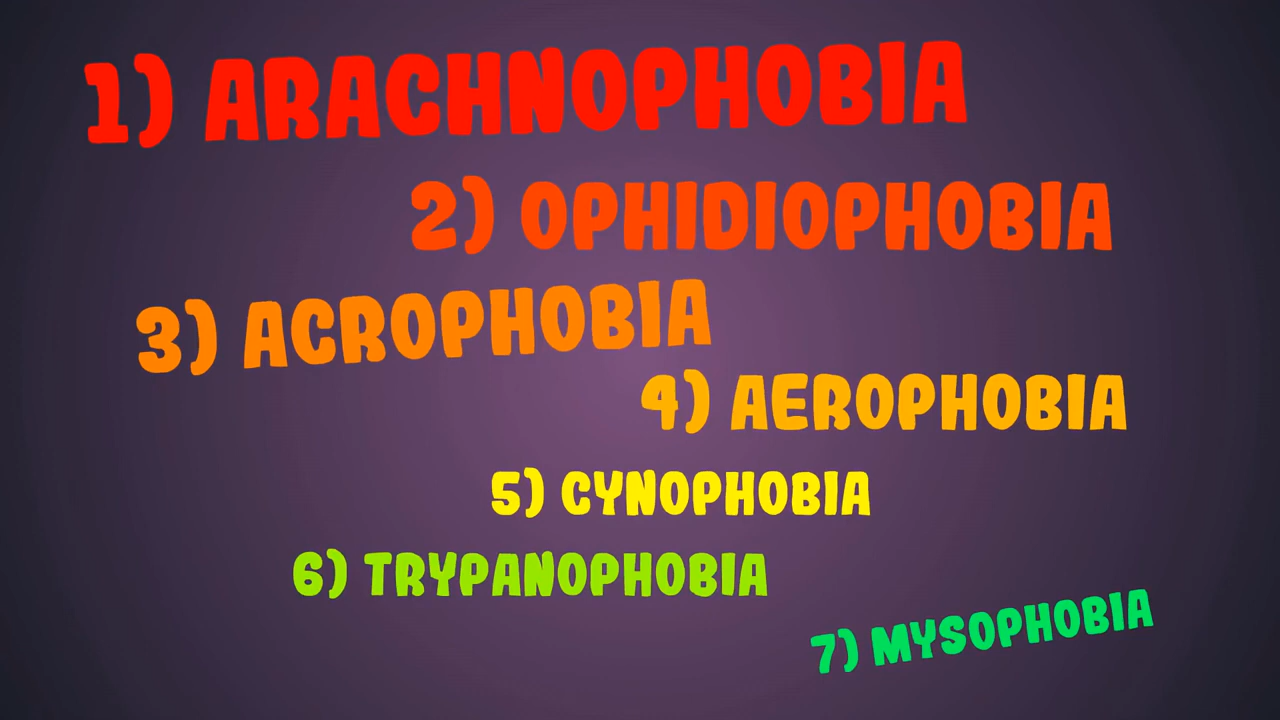 1) ARACHNOPHOBIA
2) OPHIDIOPHOBIA
3) ACROPHOBIA
4) AEROPHOBIA
5) CYNOPHOBIA
6) TRYPANOPHOBIA
7) MYSOPHOBIA